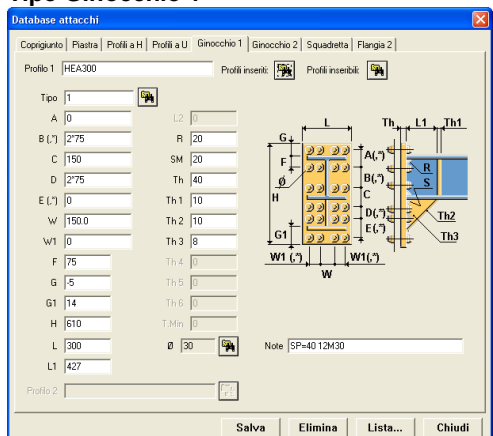 Tipo Ginocchio 1
Database attacchi
Coprigiunto Piastra Profili a H Profili a U Ginocchio 1 Ginocchio 2 Squadretta Flangia 2
Profilo 1 HEA300 Profili inseriti: Profili inseribili:
Tipo 1
A 0 L2 0
B (,*) 2*75 R 20
C 150 SM 20
D 2*75 Th 40
E (,*) 0 Th 1 10
W 150.0 Th 2 10
W1 0 Th 3 8
F 75 Th 4 0
G -5 Th 5 0
G1 14 Th 6 0
H 610 T.Min. 0
L 300 Ø 30 Note SP=40 12M30
L1 427
Profilo 2
L Th L1 Th1
G A(,*)
F R
Ø B(,*) S
H C
D(,*) Th2
G1 E(,*) Th3
W1 (,*) W1(,*)
W
Salva Elimina Lista... Chiudi